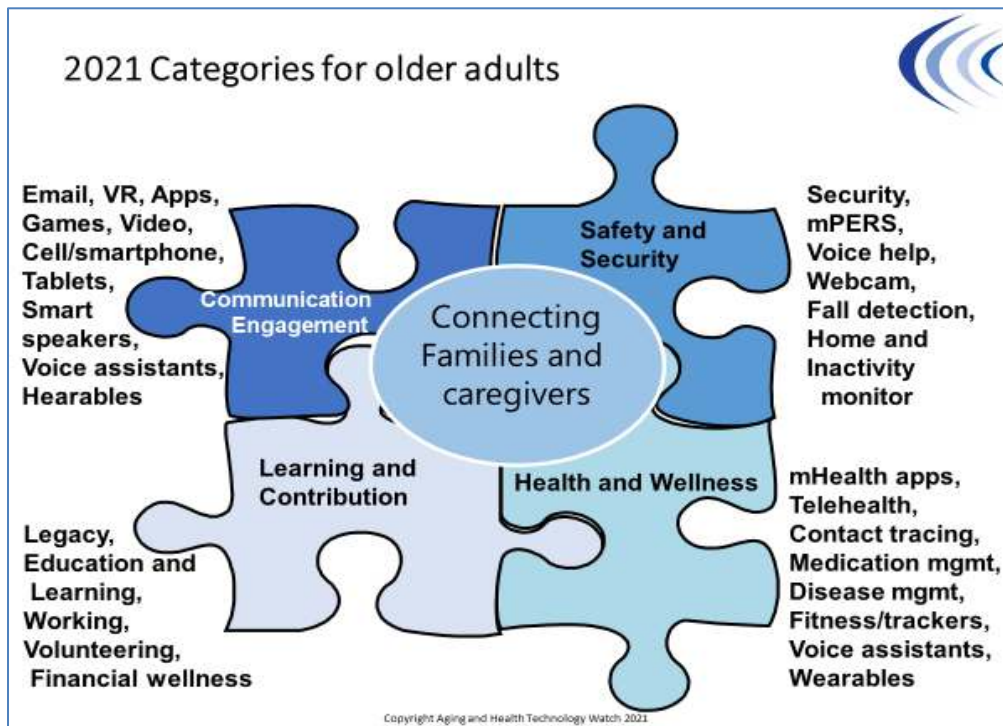 2021 Categories for older adults
Email, VR, Apps,
Games, Video,
Cell/smartphone,
Tablets,
Smart
speakers,
Voice assistants,
Hearables
Communication
Engagement
Safety and
Security
Security,
mPERS,
Voice help,
Webcam,
Fall detection,
Home and
Inactivity
monitor
Connecting
Families and
caregivers
Learning and
Contribution
Legacy,
Education and
Learning,
Working,
Volunteering,
Financial wellness
Health and Wellness
mHealth apps,
Telehealth,
Contact tracing,
Medication mgmt,
Disease mgmt,
Fitness/trackers,
Voice assistants,
Wearables
Copyright Aging and Health Technology Watch 2021